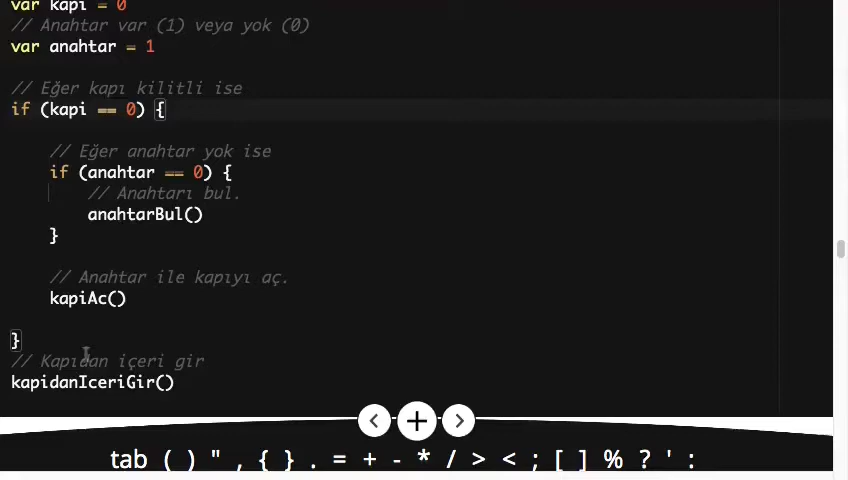 var kapi = 0
// Anahtar var (1) veya yok (0)
var anahtar = 1
// Eğer kapı kilitli ise
if (kapi == 0) {
// Eğer anahtar yok ise
if (anahtar == 0) {
// Anahtarı bul.
anahtarBul()
}
// Anahtar ile kapıyı aç.
kapiAc()
}
// Kapıdan içeri gir
kapidanIceriGir()
tab ( ) " , { } . = + - * / > < ; [ ] % ? ' :